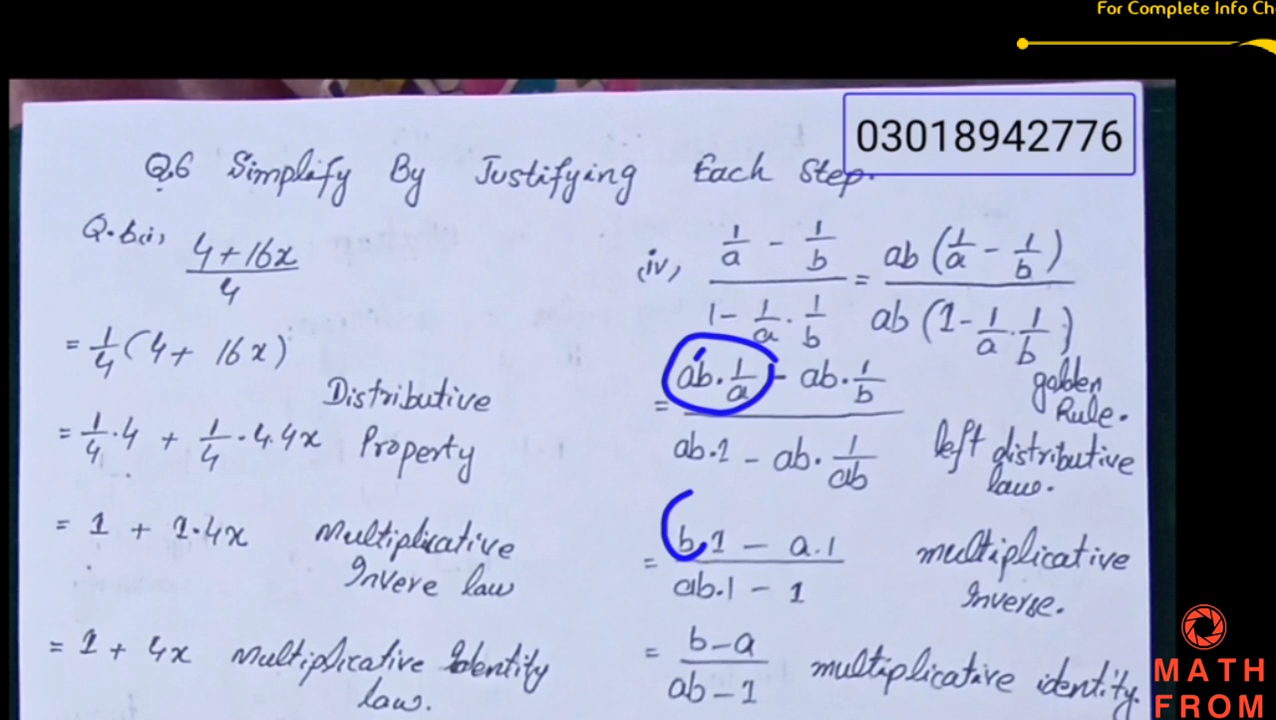 For Complete Info Ch
03018942776
Q.6 Simplify By Justifying Each Step.
Q.6(i) (4+16x)/4
= 1/4 (4 + 16x)
Distributive
= 1/4 · 4 + 1/4 · 4.4x Property
= 1 + 1·4x Multiplicative
Invere law
= 1 + 4x Multiplicative Identity
law.
(iv) (1/a - 1/b)/(1 - 1/a · 1/b) = ab(1/a - 1/b)/ab(1 - 1/a · 1/b)
golden
Rule.
= (ab · 1/a - ab · 1/b)/(ab.1 - ab · 1/ab)
left distributive
law.
= (b.1 - a.1)/(ab.1 - 1) multiplicative
Inverse.
= (b-a)/(ab-1) multiplicative identity.
MATH
FROM